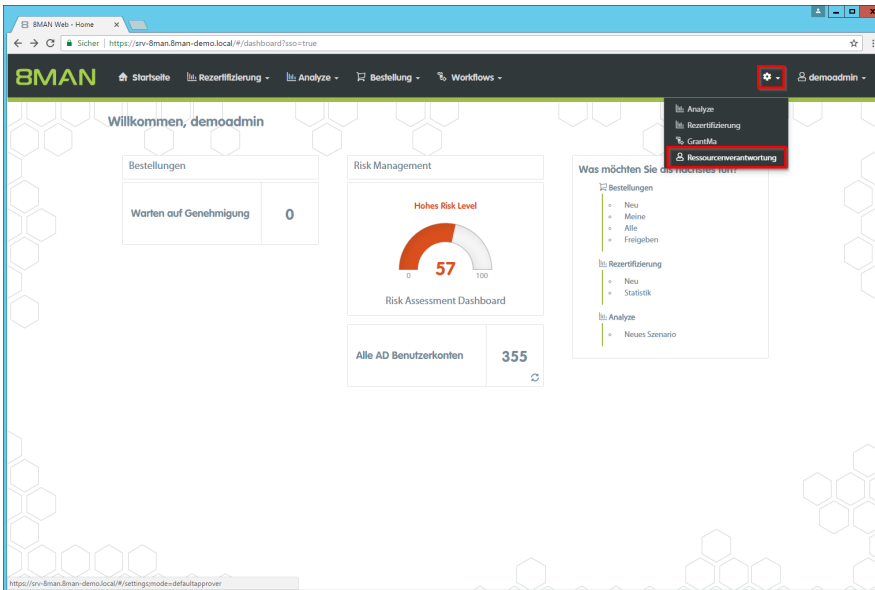 8MAN Web - Home
Sicher | https://srv-8man.8man-demo.local/#/dashboard?sso=true
8MAN Startseite Rezertifizierung Analyze Bestellung Workflows demoadmin
Analyze
Rezertifizierung
GrantMa
Ressourcenverantwortung
Willkommen, demoadmin
Bestellungen
Warten auf Genehmigung 0
Risk Management
Hohes Risk Level
57
0 100
Risk Assessment Dashboard
Alle AD Benutzerkonten 355
Was möchten Sie als nächstes tun?
Bestellungen
Neu
Meine
Alle
Freigeben
Rezertifizierung
Neu
Statistik
Analyze
Neues Szenario
https://srv-8man.8man-demo.local/#/settings;mode=defaultapprover